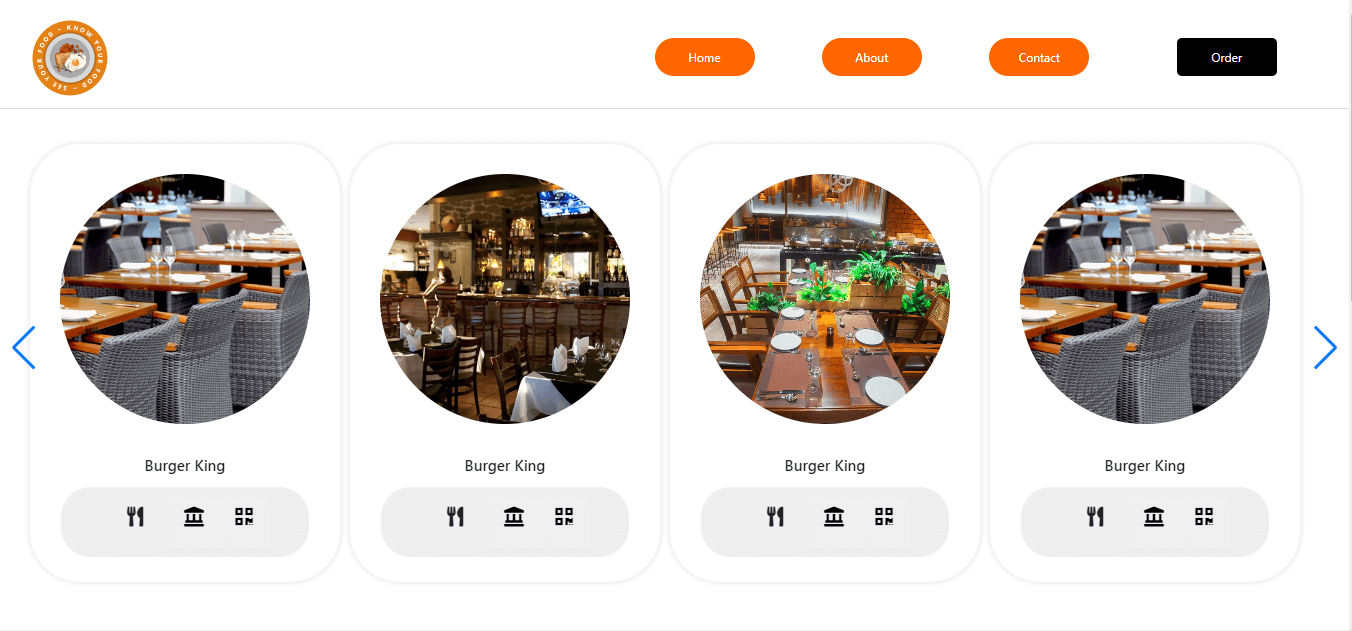 SEE YOUR FOOD - KNOW YOUR FOOD -
Home
About
Contact
Order
Burger King
Burger King
Burger King
Burger King